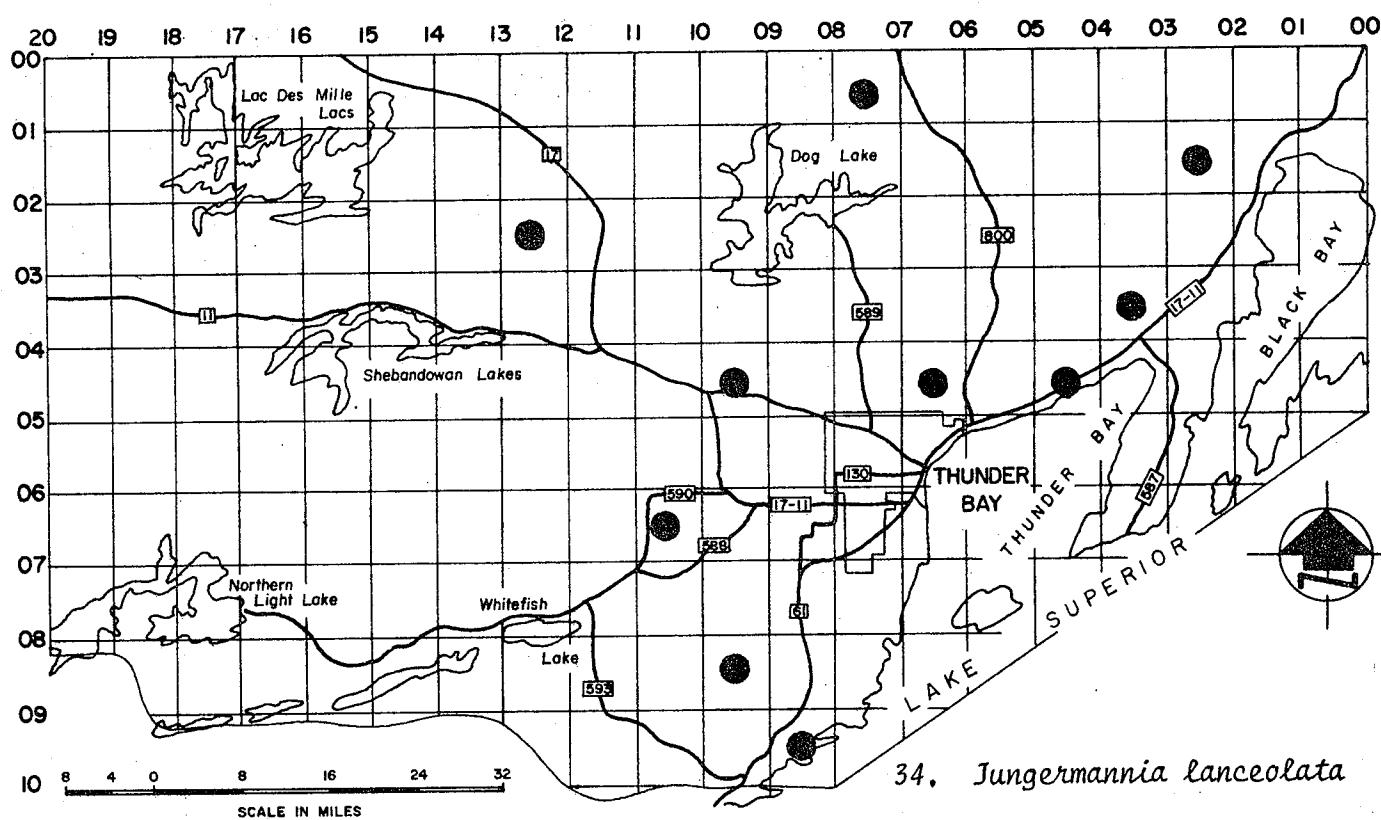 20 19 18 17 16 15 14 13 12 11 10 09 08 07 06 05 04 03 02 01 00
00
Lac Des Mille
Lacs
01
17
Dog Lake
02
800
BLACK BAY
03
11
589
17-11
04
Shebandowan Lakes
05
THUNDER BAY
130
THUNDER
BAY
590
06
17-11
587
588
07
Northern
Light Lake
Whitefish
Lake
61
LAKE SUPERIOR
08
593
09
10
8 4 0 8 16 24 32
SCALE IN MILES
34. Jungermannia lanceolata